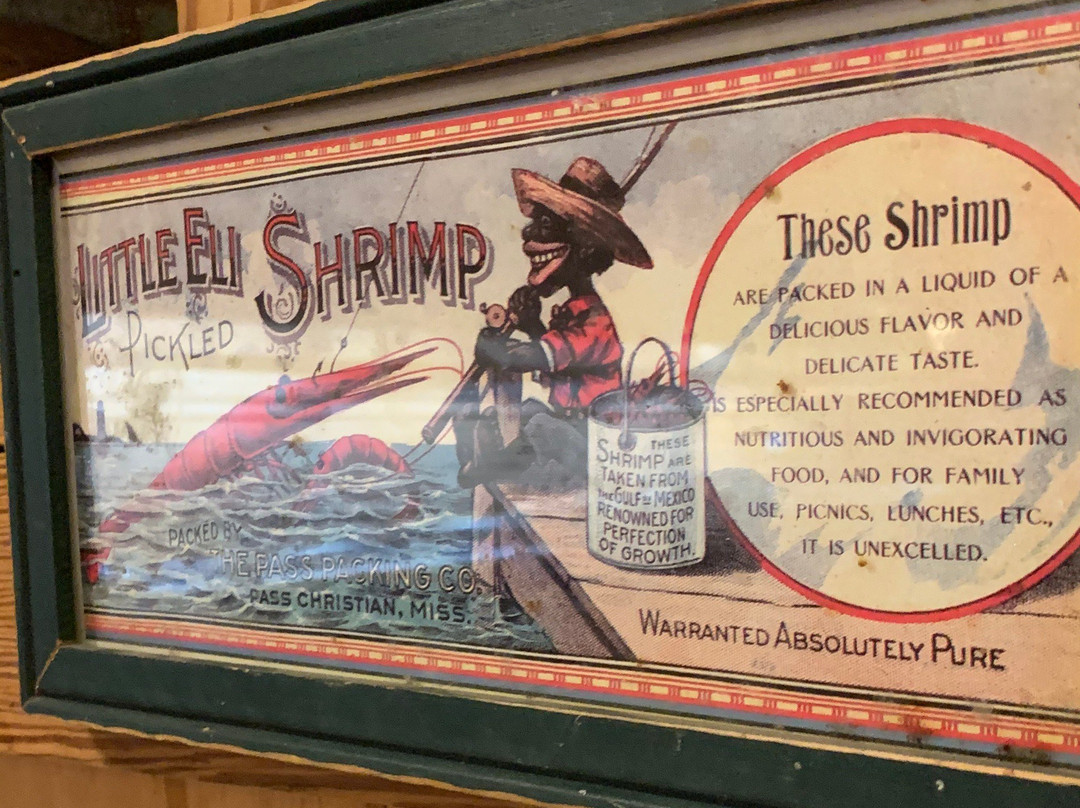 LITTLE ELI SHRIMP
PICKLED
PACKED BY
THE PASS PACKING CO.
PASS CHRISTIAN, MISS.
SHRIMP THESE
ARE
TAKEN FROM
THE GULF OF MEXICO
RENOWNED FOR
PERFECTION
OF GROWTH.
These Shrimp
ARE PACKED IN A LIQUID OF A
DELICIOUS FLAVOR AND
DELICATE TASTE.
IS ESPECIALLY RECOMMENDED AS
NUTRITIOUS AND INVIGORATING
FOOD, AND FOR FAMILY
USE, PICNICS, LUNCHES, ETC.,
IT IS UNEXCELLED.
WARRANTED ABSOLUTELY PURE